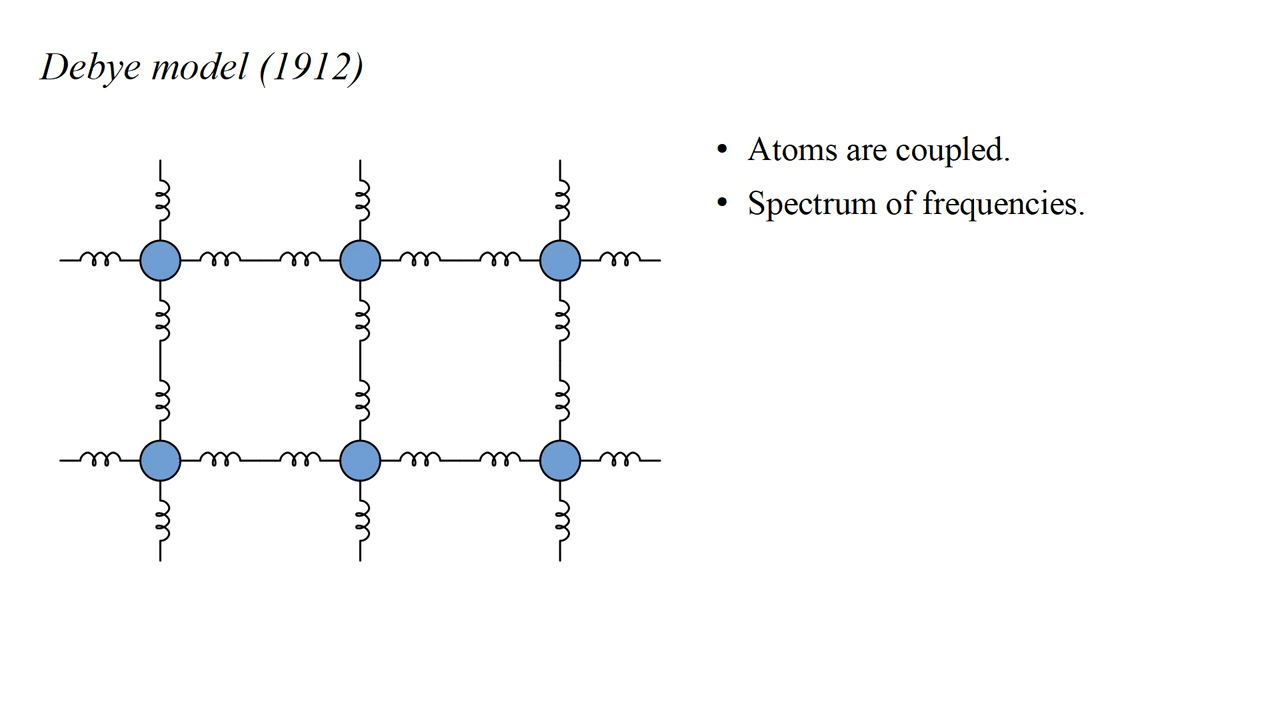 Debye model (1912)
• Atoms are coupled.
• Spectrum of frequencies.